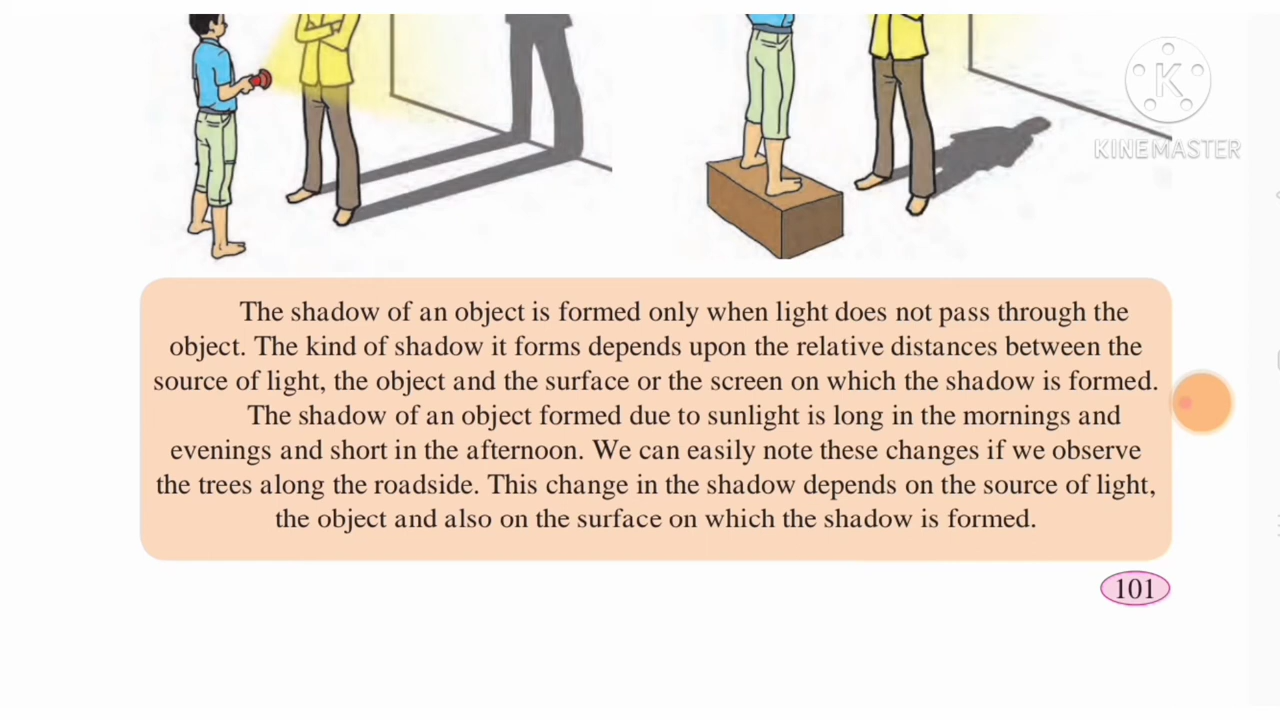 K
KINEMASTER
The shadow of an object is formed only when light does not pass through the
object. The kind of shadow it forms depends upon the relative distances between the
source of light, the object and the surface or the screen on which the shadow is formed.
The shadow of an object formed due to sunlight is long in the mornings and
evenings and short in the afternoon. We can easily note these changes if we observe
the trees along the roadside. This change in the shadow depends on the source of light,
the object and also on the surface on which the shadow is formed.
101